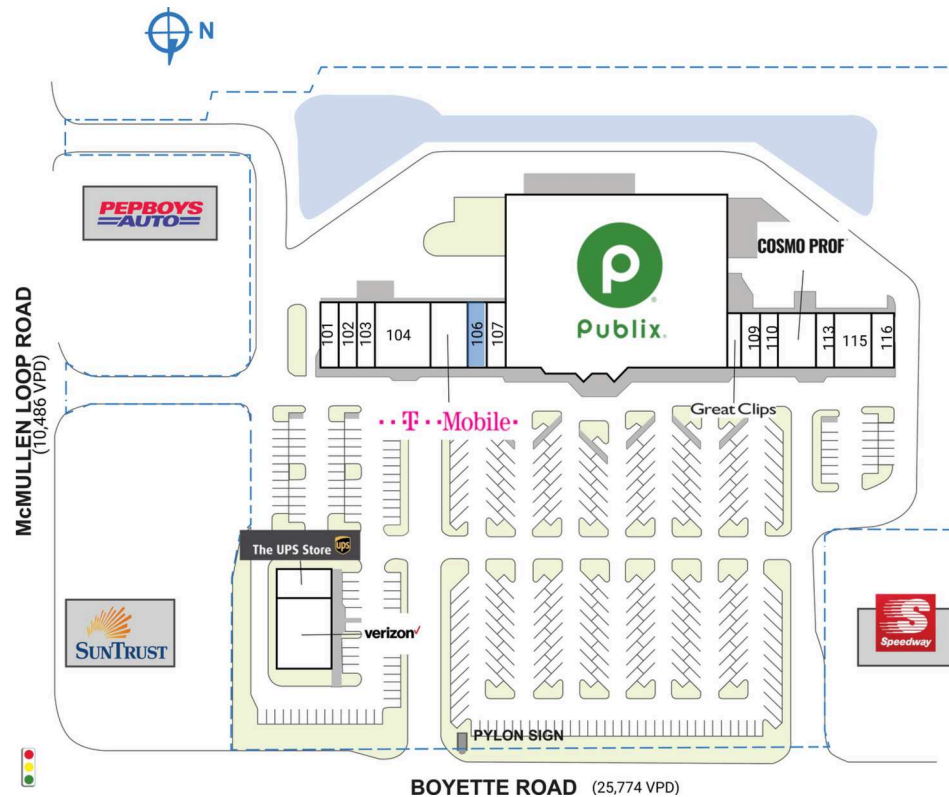 N
PEPBOYS
AUTO
McMULLEN LOOP ROAD
(10,486 VPD)
P
Publix.
COSMO PROF
101
102
103
104
106
107
109
110
113
115
116
T Mobile
Great Clips
The UPS Store
ups
verizon
SUNTRUST
S
Speedway
PYLON SIGN
BOYETTE ROAD (25,774 VPD)